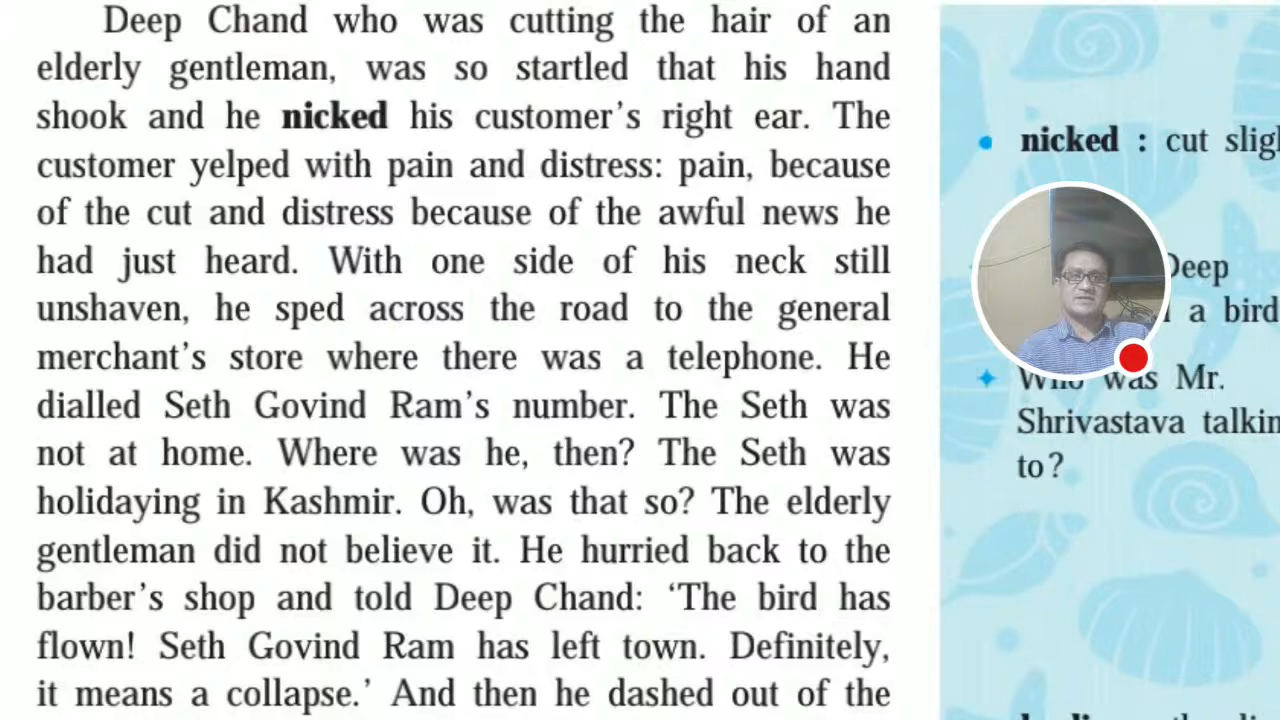 Deep Chand who was cutting the hair of an
elderly gentleman, was so startled that his hand
shook and he nicked his customer's right ear. The
customer yelped with pain and distress: pain, because
of the cut and distress because of the awful news he
had just heard. With one side of his neck still
unshaven, he sped across the road to the general
merchant's store where there was a telephone. He
dialled Seth Govind Ram's number. The Seth was
not at home. Where was he, then? The Seth was
holidaying in Kashmir. Oh, was that so? The elderly
gentleman did not believe it. He hurried back to the
barber's shop and told Deep Chand: ‘The bird has
flown! Seth Govind Ram has left town. Definitely,
it means a collapse.’ And then he dashed out of the
• nicked : cut
Deep
a bird
Who was Mr.
Shrivastava
to?